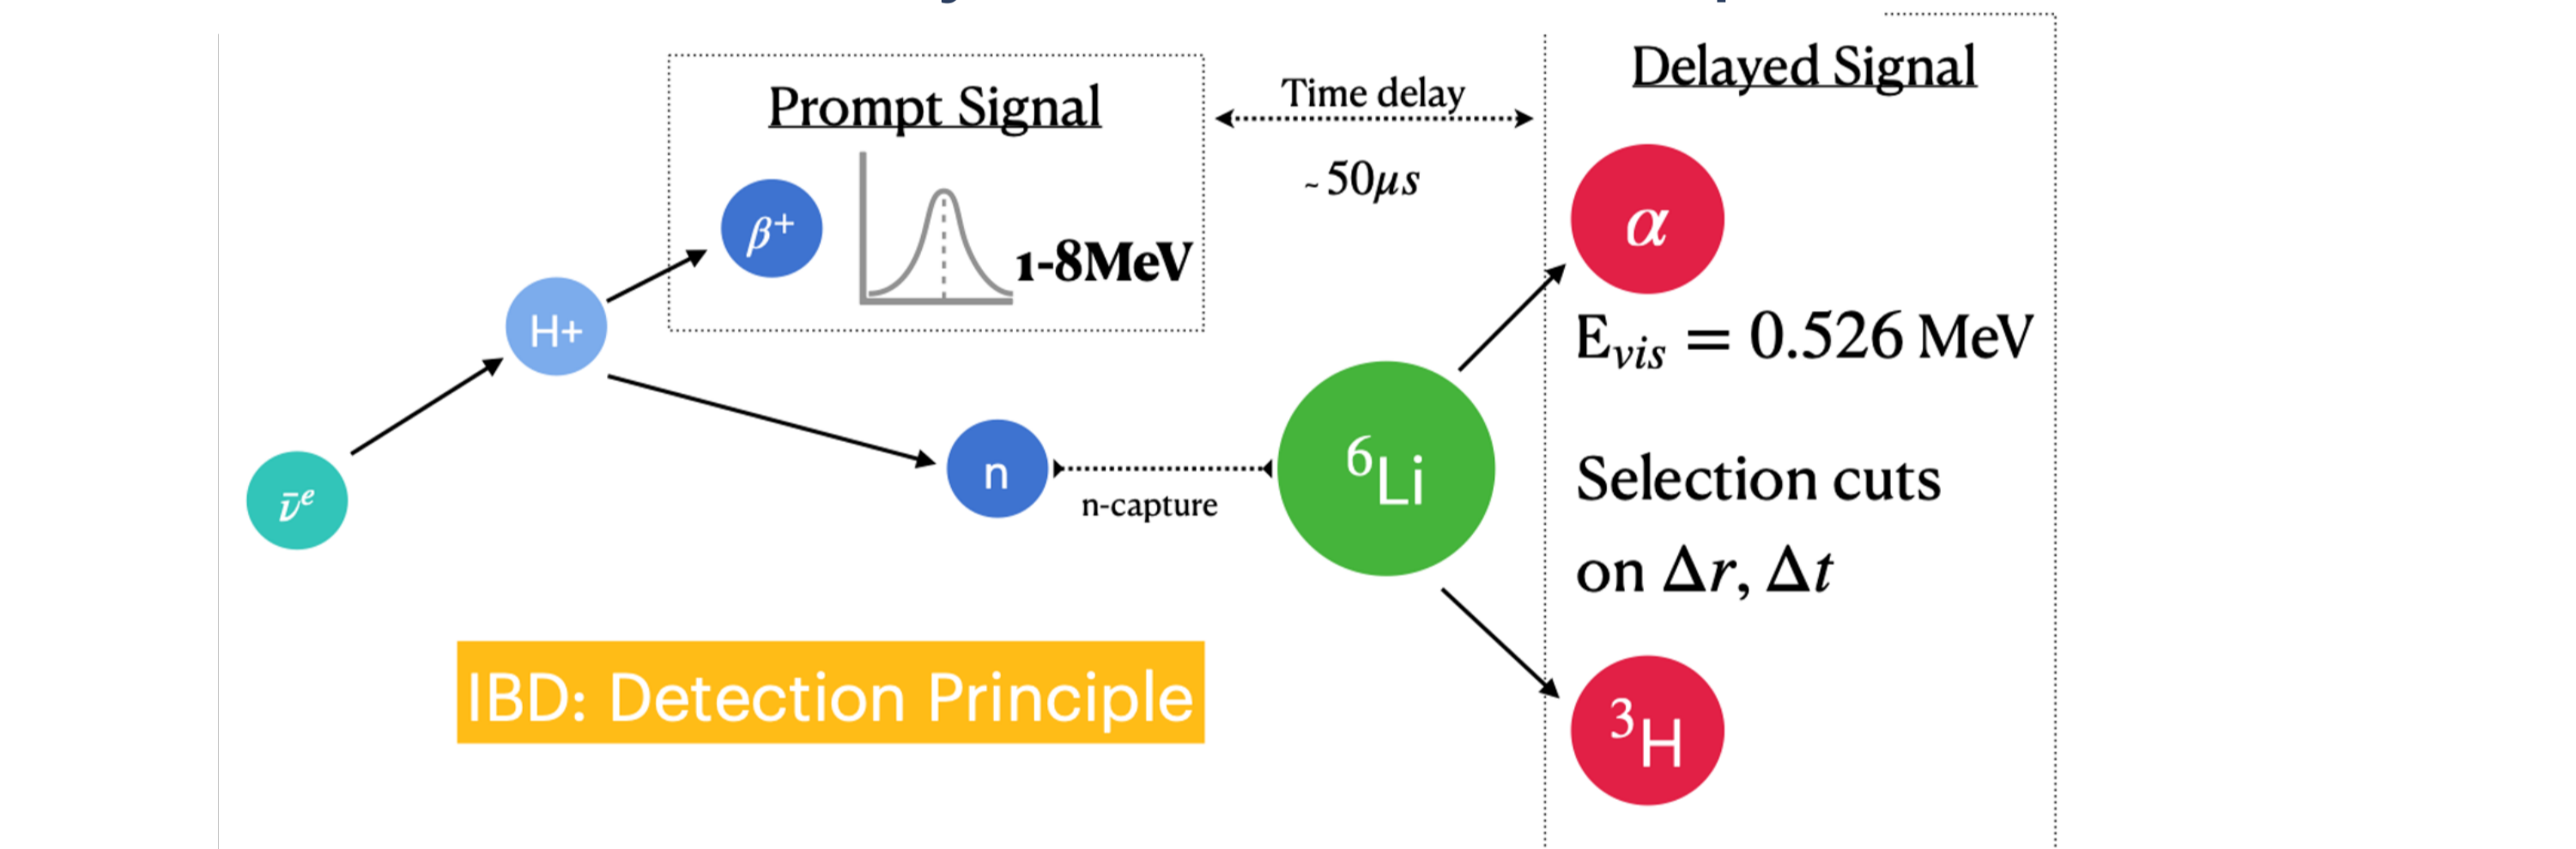 Prompt Signal
β⁺
1-8MeV
Time delay
~ 50μs
Delayed Signal
α
E_vis = 0.526 MeV
H+
ν̄ᵉ
n
n-capture
⁶Li
Selection cuts
on Δr, Δt
³H
IBD: Detection Principle